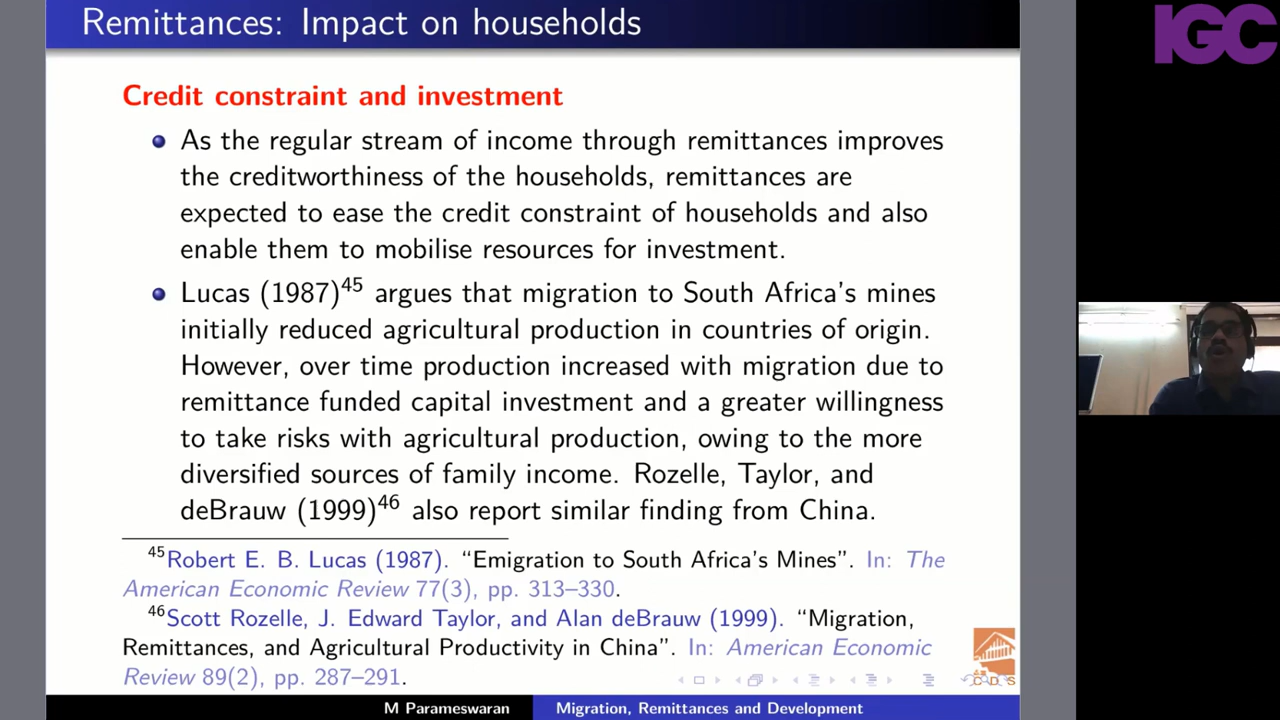 Remittances: Impact on households
IGC
Credit constraint and investment
As the regular stream of income through remittances improves
the creditworthiness of the households, remittances are
expected to ease the credit constraint of households and also
enable them to mobilise resources for investment.
Lucas (1987)45 argues that migration to South Africa's mines
initially reduced agricultural production in countries of origin.
However, over time production increased with migration due to
remittance funded capital investment and a greater willingness
to take risks with agricultural production, owing to the more
diversified sources of family income. Rozelle, Taylor, and
deBrauw (1999)46 also report similar finding from China.
45Robert E. B. Lucas (1987). “Emigration to South Africa's Mines”. In: The
American Economic Review 77(3), pp. 313–330.
46Scott Rozelle, J. Edward Taylor, and Alan deBrauw (1999). “Migration,
Remittances, and Agricultural Productivity in China”. In: American Economic
Review 89(2), pp. 287–291.
CDS
M Parameswaran
Migration, Remittances and Development